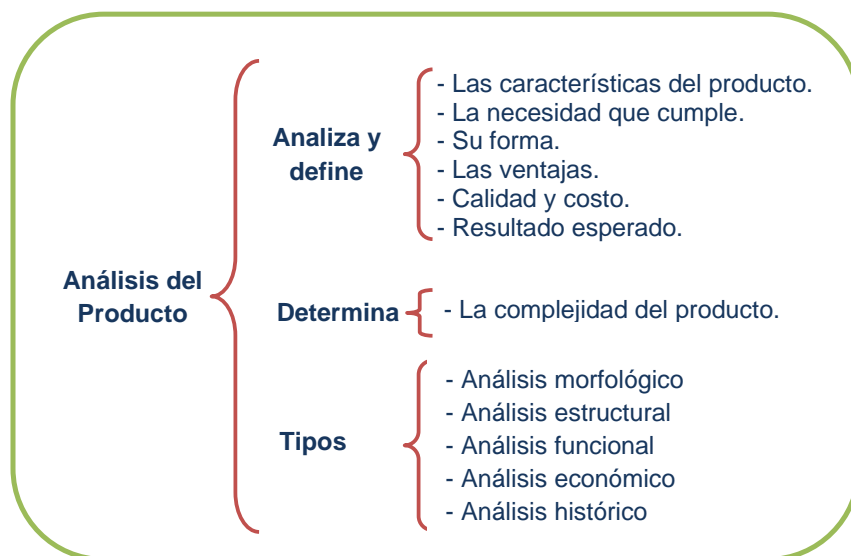 Análisis del
Producto
Analiza y
define
- Las características del producto.
- La necesidad que cumple.
- Su forma.
- Las ventajas.
- Calidad y costo.
- Resultado esperado.
Determina
- La complejidad del producto.
Tipos
- Análisis morfológico
- Análisis estructural
- Análisis funcional
- Análisis económico
- Análisis histórico